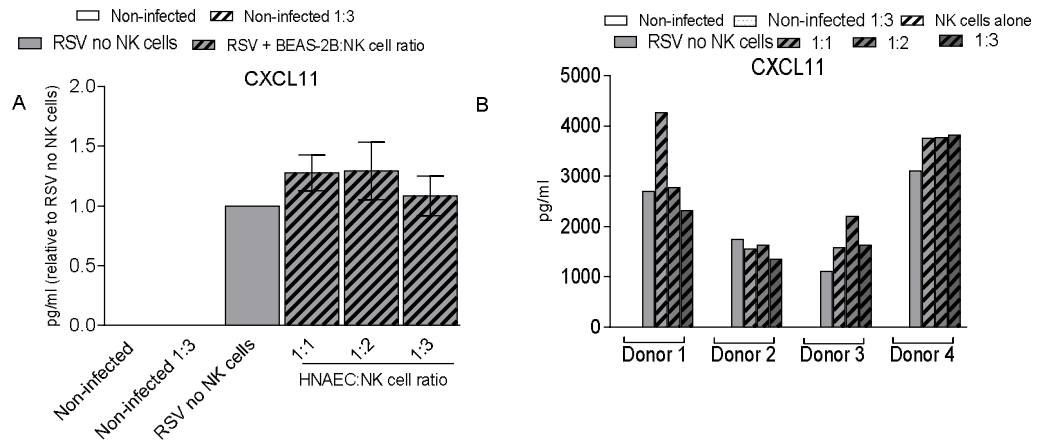 Non-infected Non-infected 1:3
RSV no NK cells RSV + BEAS-2B:NK cell ratio
A
CXCL11
pg/ml (relative to RSV no NK cells)
2.0
1.5
1.0
0.5
0.0
Non-infected
Non-infected 1:3
RSV no NK cells
1:1 1:2 1:3
HNAEC:NK cell ratio
Non-infected Non-infected 1:3 NK cells alone
RSV no NK cells 1:1 1:2 1:3
B
CXCL11
pg/ml
5000
4000
3000
2000
1000
0
Donor 1 Donor 2 Donor 3 Donor 4